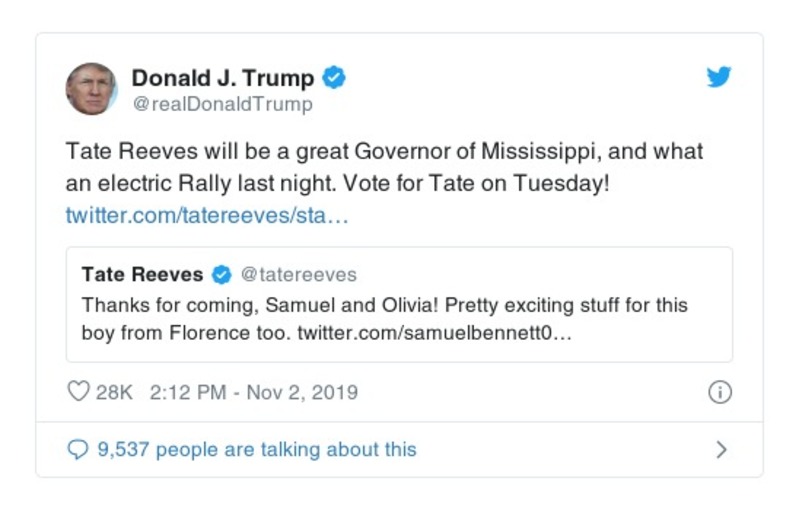 Donald J. Trump
@realDonaldTrump
Tate Reeves will be a great Governor of Mississippi, and what
an electric Rally last night. Vote for Tate on Tuesday!
twitter.com/tatereeves/sta…
Tate Reeves @tatereeves
Thanks for coming, Samuel and Olivia! Pretty exciting stuff for this
boy from Florence too. twitter.com/samuelbennett0…
28K 2:12 PM - Nov 2, 2019
9,537 people are talking about this